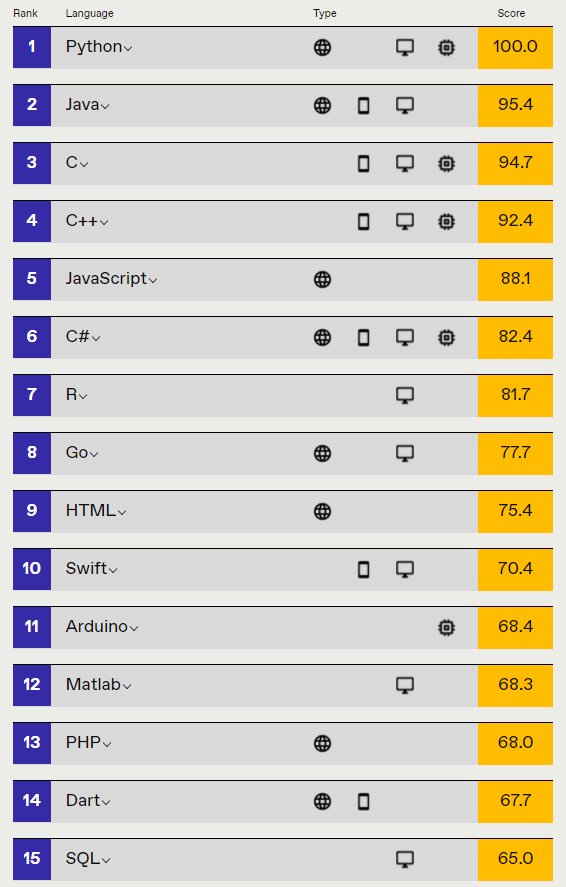 Rank Language Type Score
1 Python 100.0
2 Java 95.4
3 C 94.7
4 C++ 92.4
5 JavaScript 88.1
6 C# 82.4
7 R 81.7
8 Go 77.7
9 HTML 75.4
10 Swift 70.4
11 Arduino 68.4
12 Matlab 68.3
13 PHP 68.0
14 Dart 67.7
15 SQL 65.0